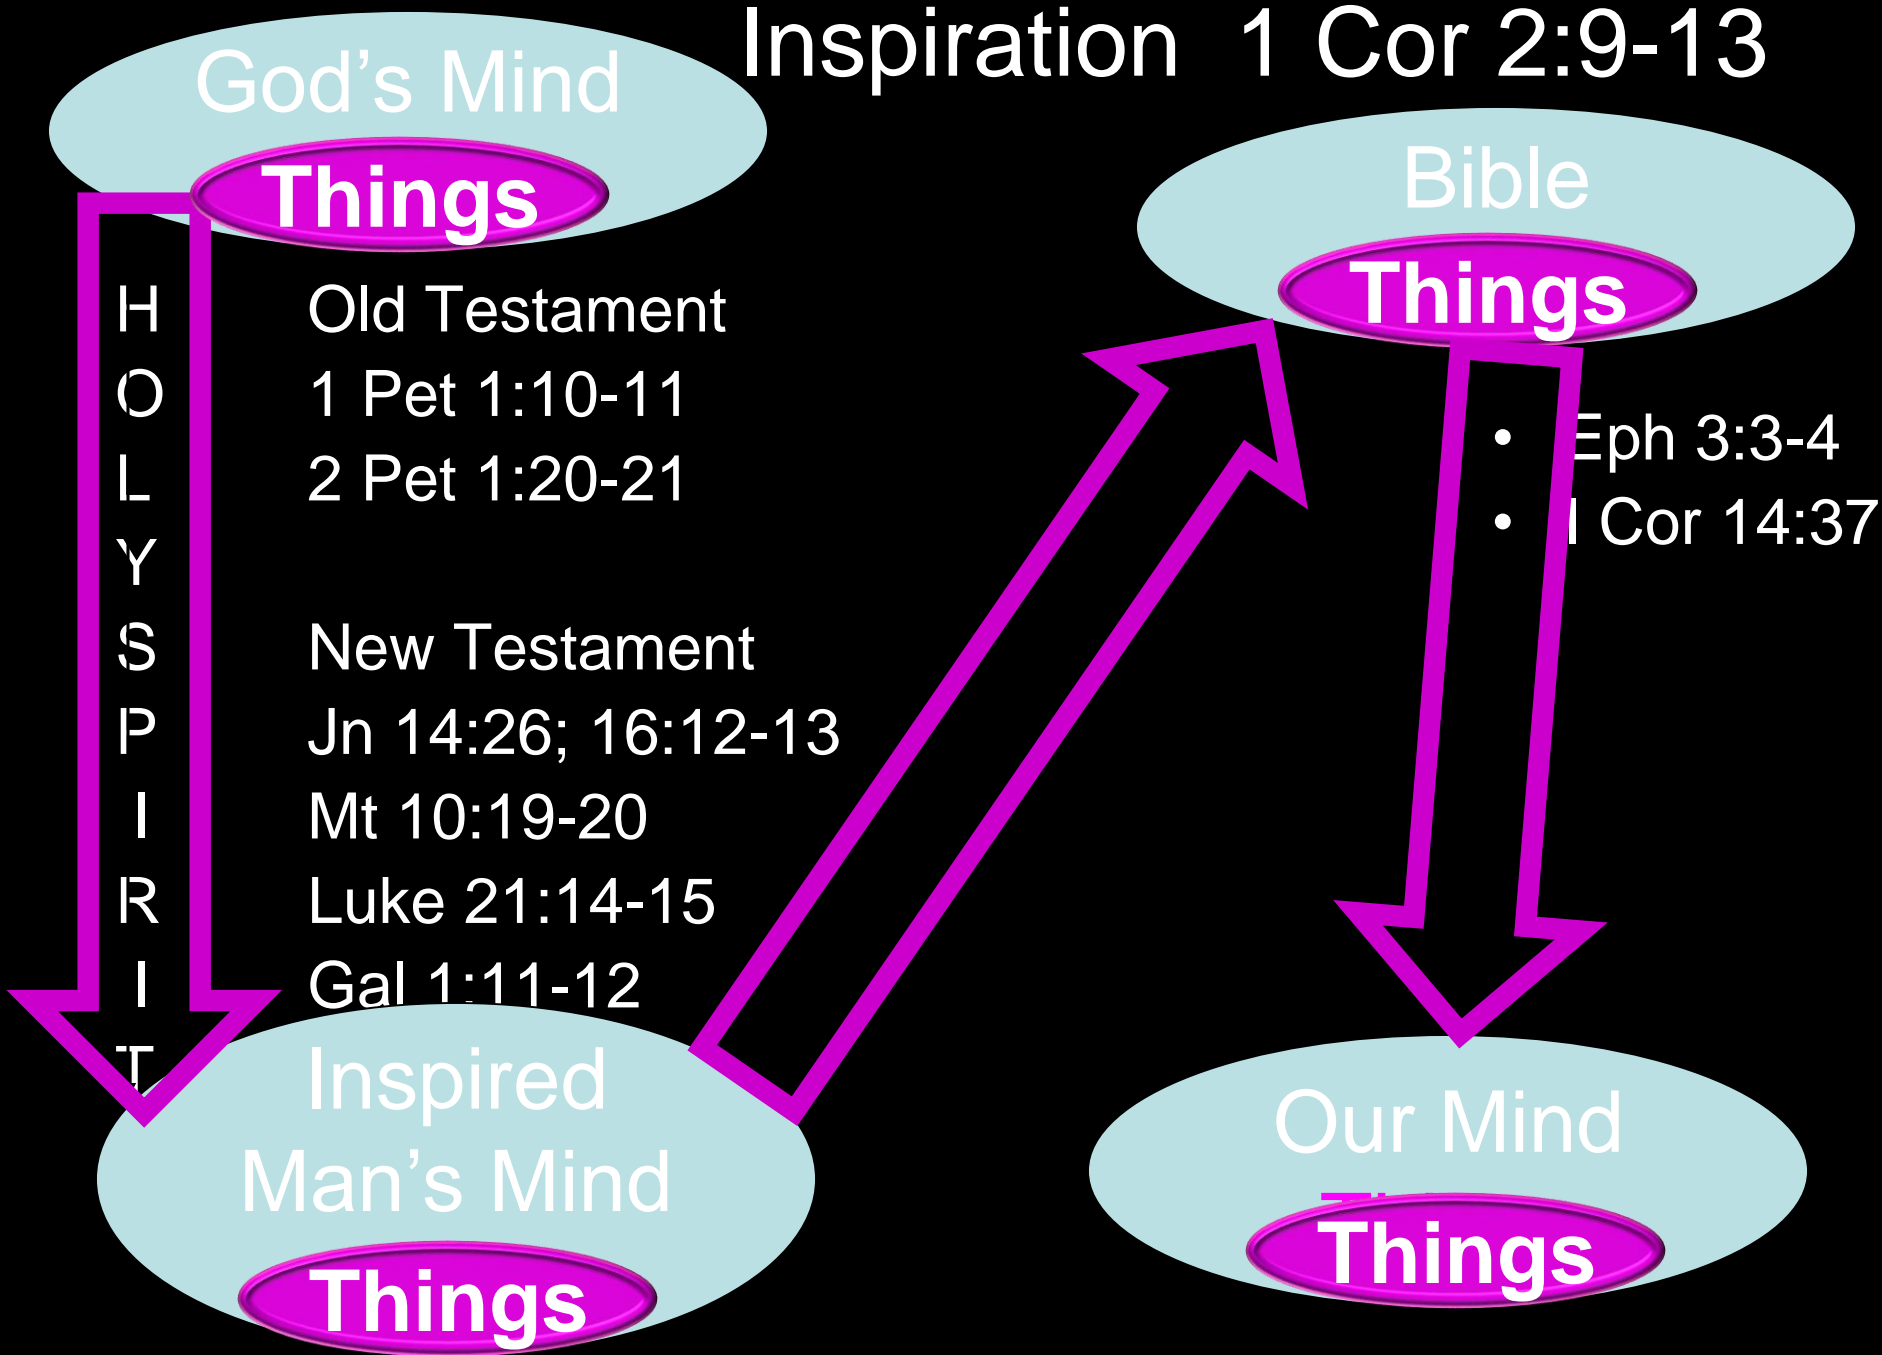 Inspiration 1 Cor 2:9-13
God's Mind
Things
H
O
L
Y
S
P
I
R
I
T
Old Testament
1 Pet 1:10-11
2 Pet 1:20-21
New Testament
Jn 14:26; 16:12-13
Mt 10:19-20
Luke 21:14-15
Gal 1:11-12
Inspired
Man's Mind
Things
Bible
Things
• Eph 3:3-4
• I Cor 14:37
Our Mind
Things